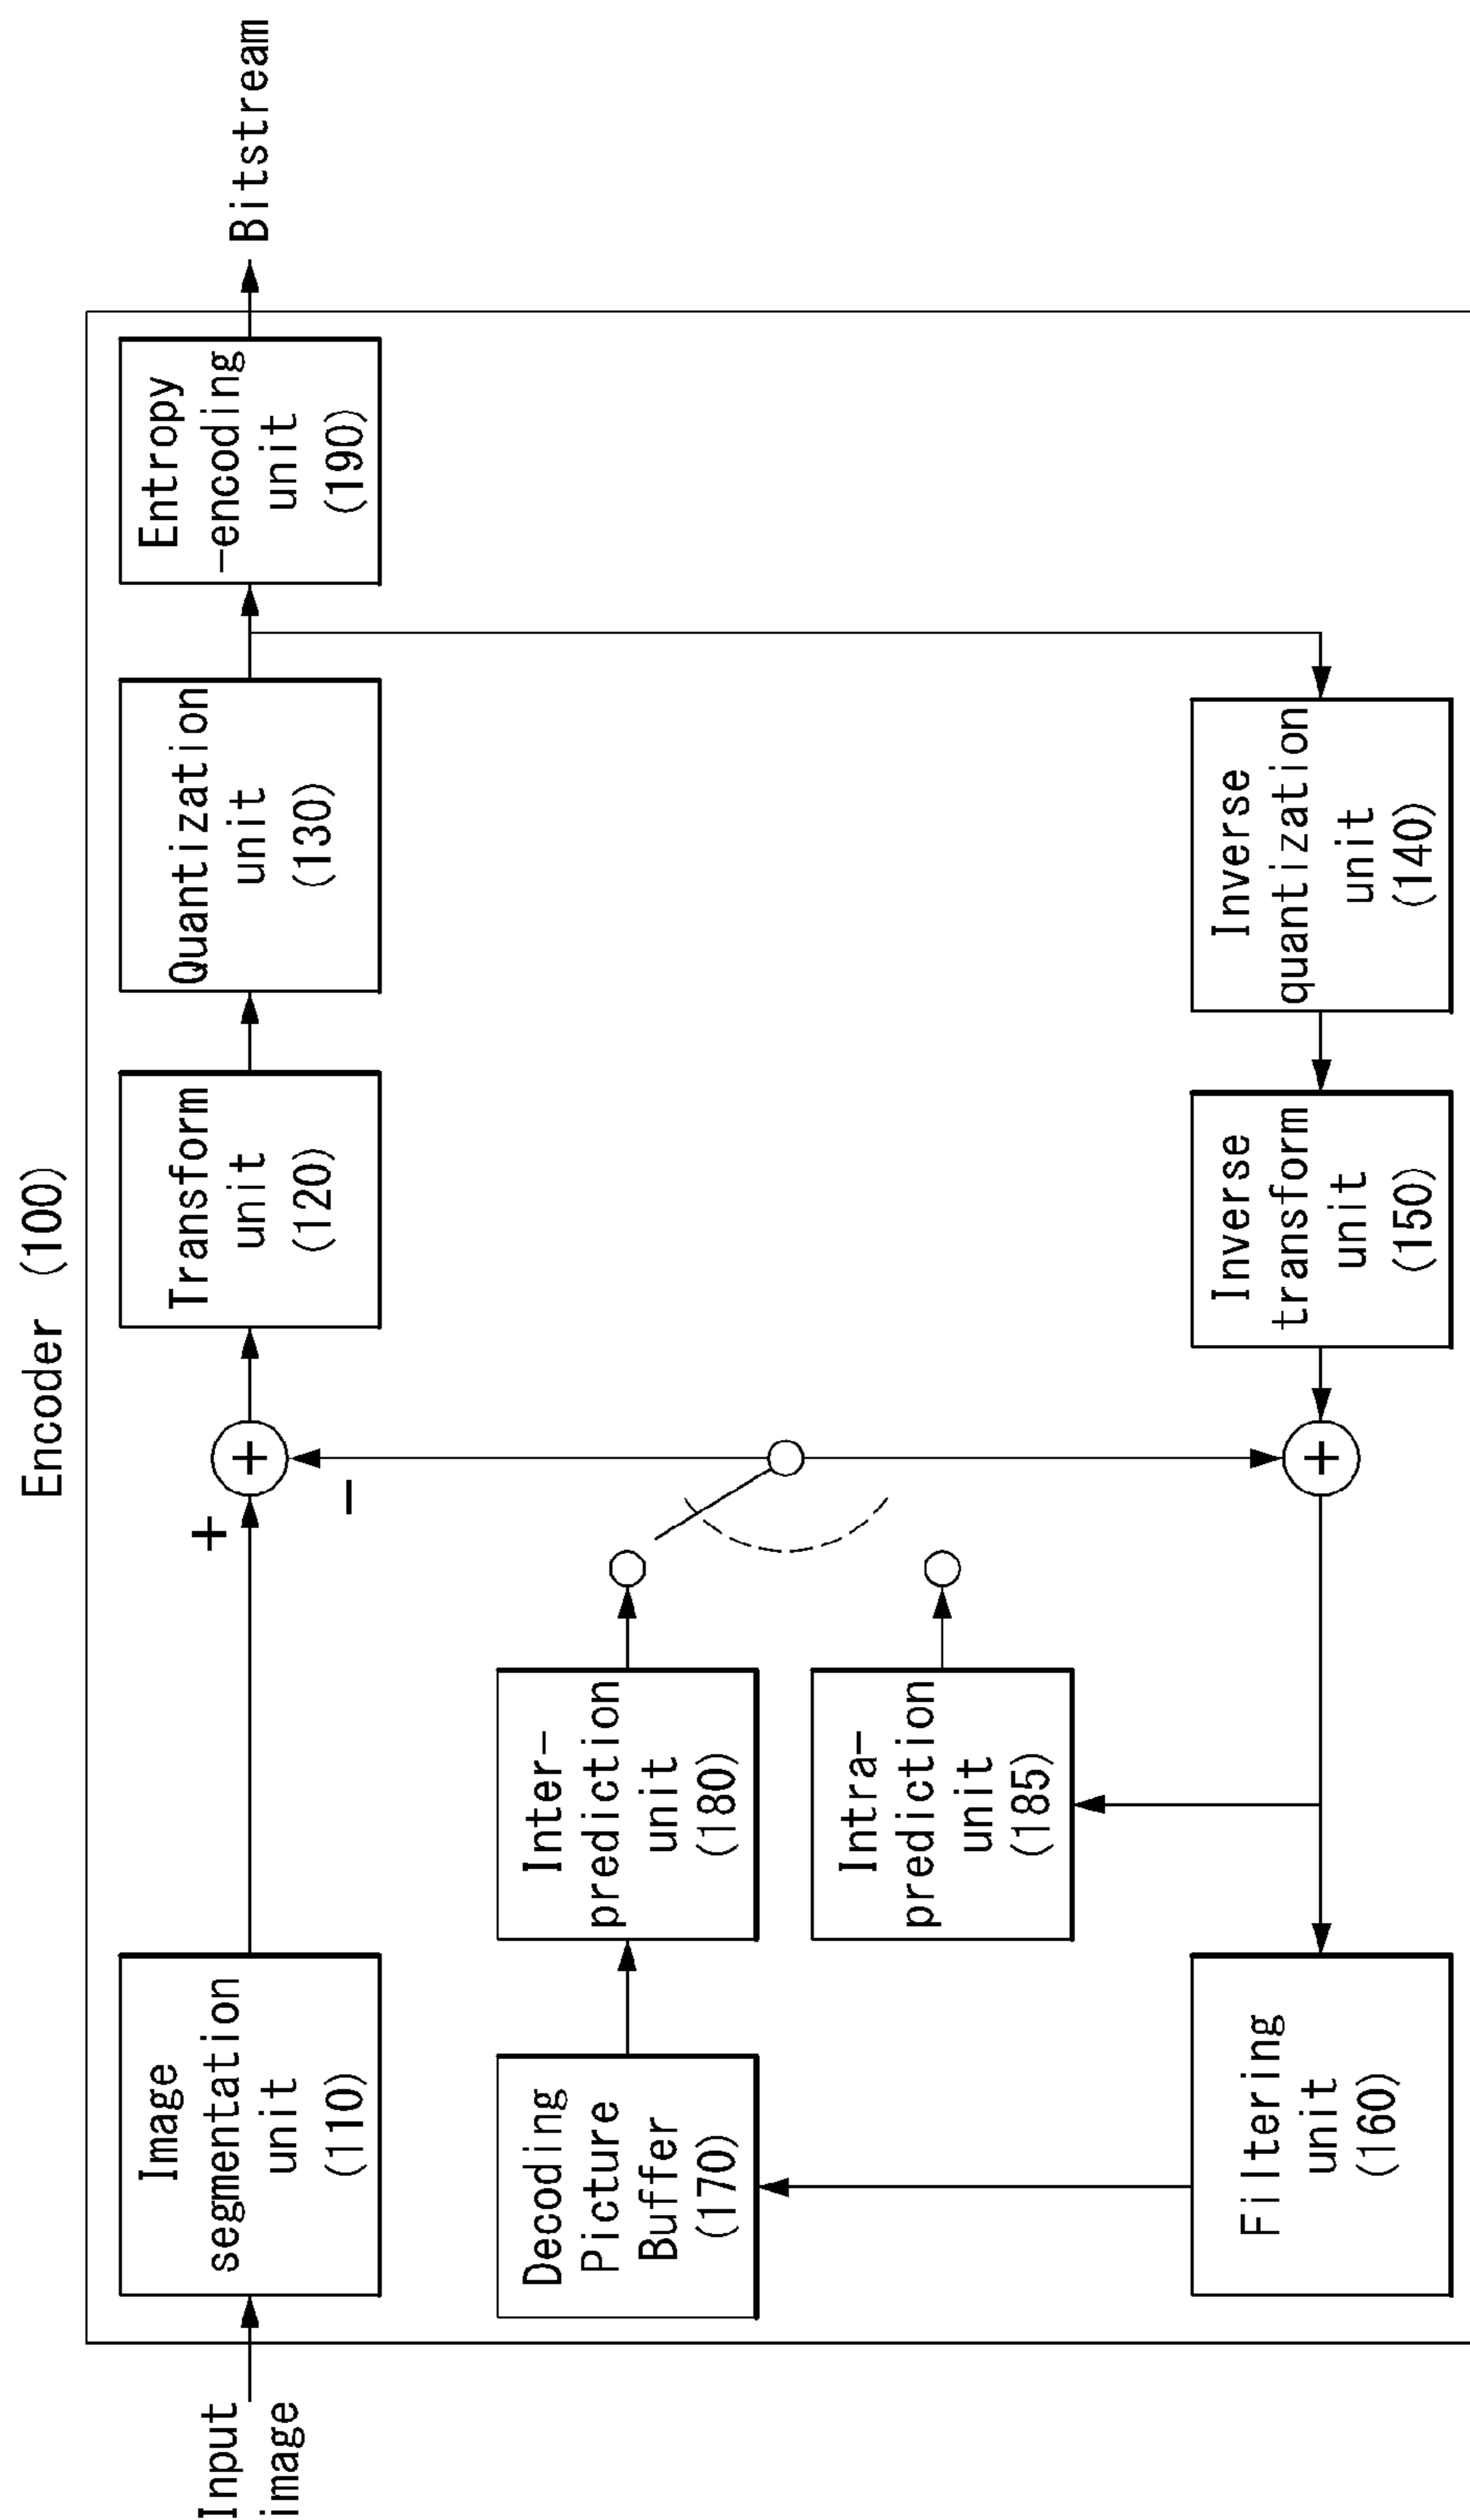 Encoder (100)
Input
image
Image
segmentation
unit
(110)
+
-
+
Transform
unit
(120)
Quantization
unit
(130)
Entropy
-encoding
unit
(190)
Bitstream
Decoding
Picture
Buffer
(170)
Inter-
prediction
unit
(180)
Intra-
prediction
unit
(185)
Filtering
unit
(160)
+
Inverse
transform
unit
(150)
Inverse
quantization
unit
(140)